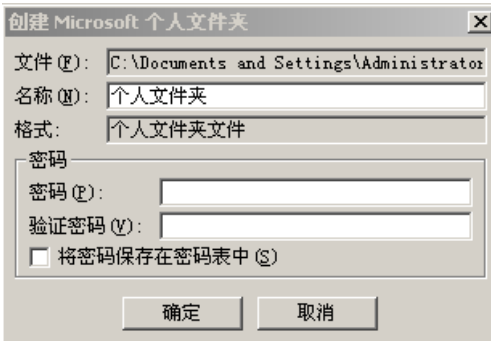 创建 Microsoft 个人文件夹
文件(F): C:\Documents and Settings\Administrator
名称(N): 个人文件夹
格式: 个人文件夹文件
密码
密码(P):
验证密码(V):
将密码保存在密码表中(S)
确定 取消